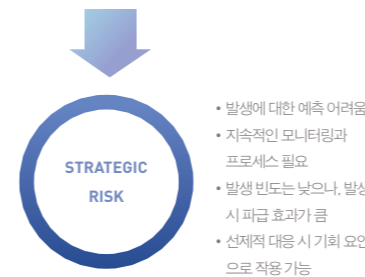 STRATEGIC
RISK
• 발생에 대한 예측 어려움
• 지속적인 모니터링과
프로세스 필요
• 발생 빈도는 낮으나, 발생
시 파급 효과가 큼
• 선제적 대응 시 기회 요인
으로 작용 가능